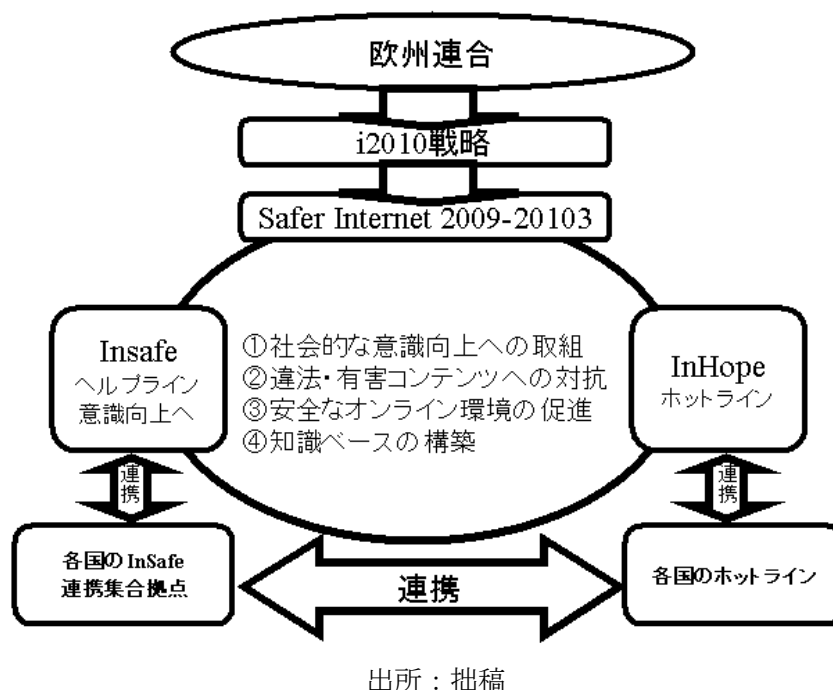 欧州連合
i2010戦略
Safer Internet 2009-20103
Insafe
ヘルプライン
意識向上へ
①社会的な意識向上への取組
②違法・有害コンテンツへの対抗
③安全なオンライン環境の促進
④知識ベースの構築
InHope
ホットライン
連携
連携
各国のInSafe
連携集合拠点
連携
各国のホットライン
出所：拙稿